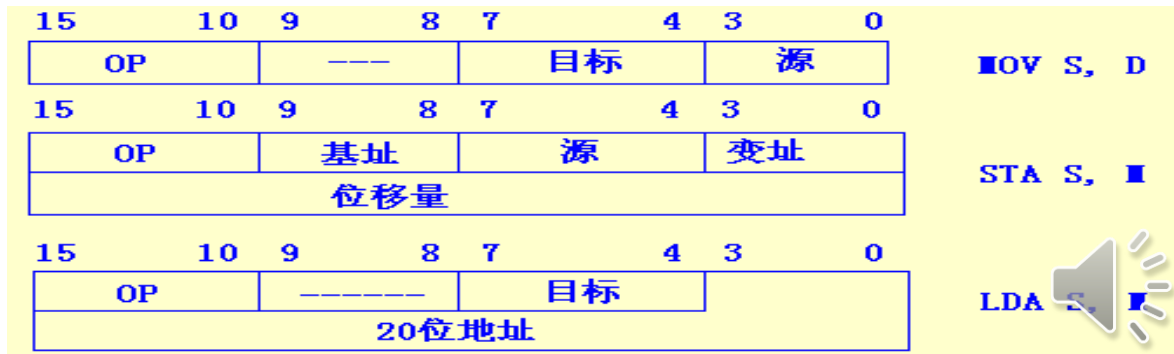 15 10 9 8 7 4 3 0
OP --- 目标 源 MOV S, D
15 10 9 8 7 4 3 0
OP 基址 源 变址
位移量 STA S, M
15 10 9 8 7 4 3 0
OP ------ 目标
20位地址 LDA S,